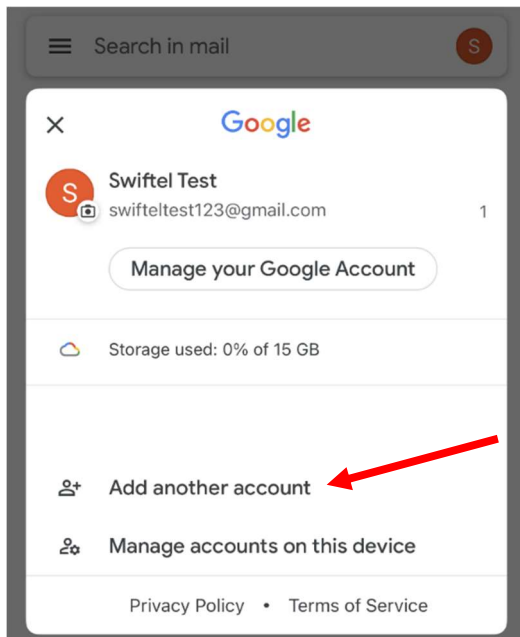 Search in mail
S
Google
S
Swiftel Test
swifteltest123@gmail.com
1
Manage your Google Account
Storage used: 0% of 15 GB
Add another account
Manage accounts on this device
Privacy Policy • Terms of Service